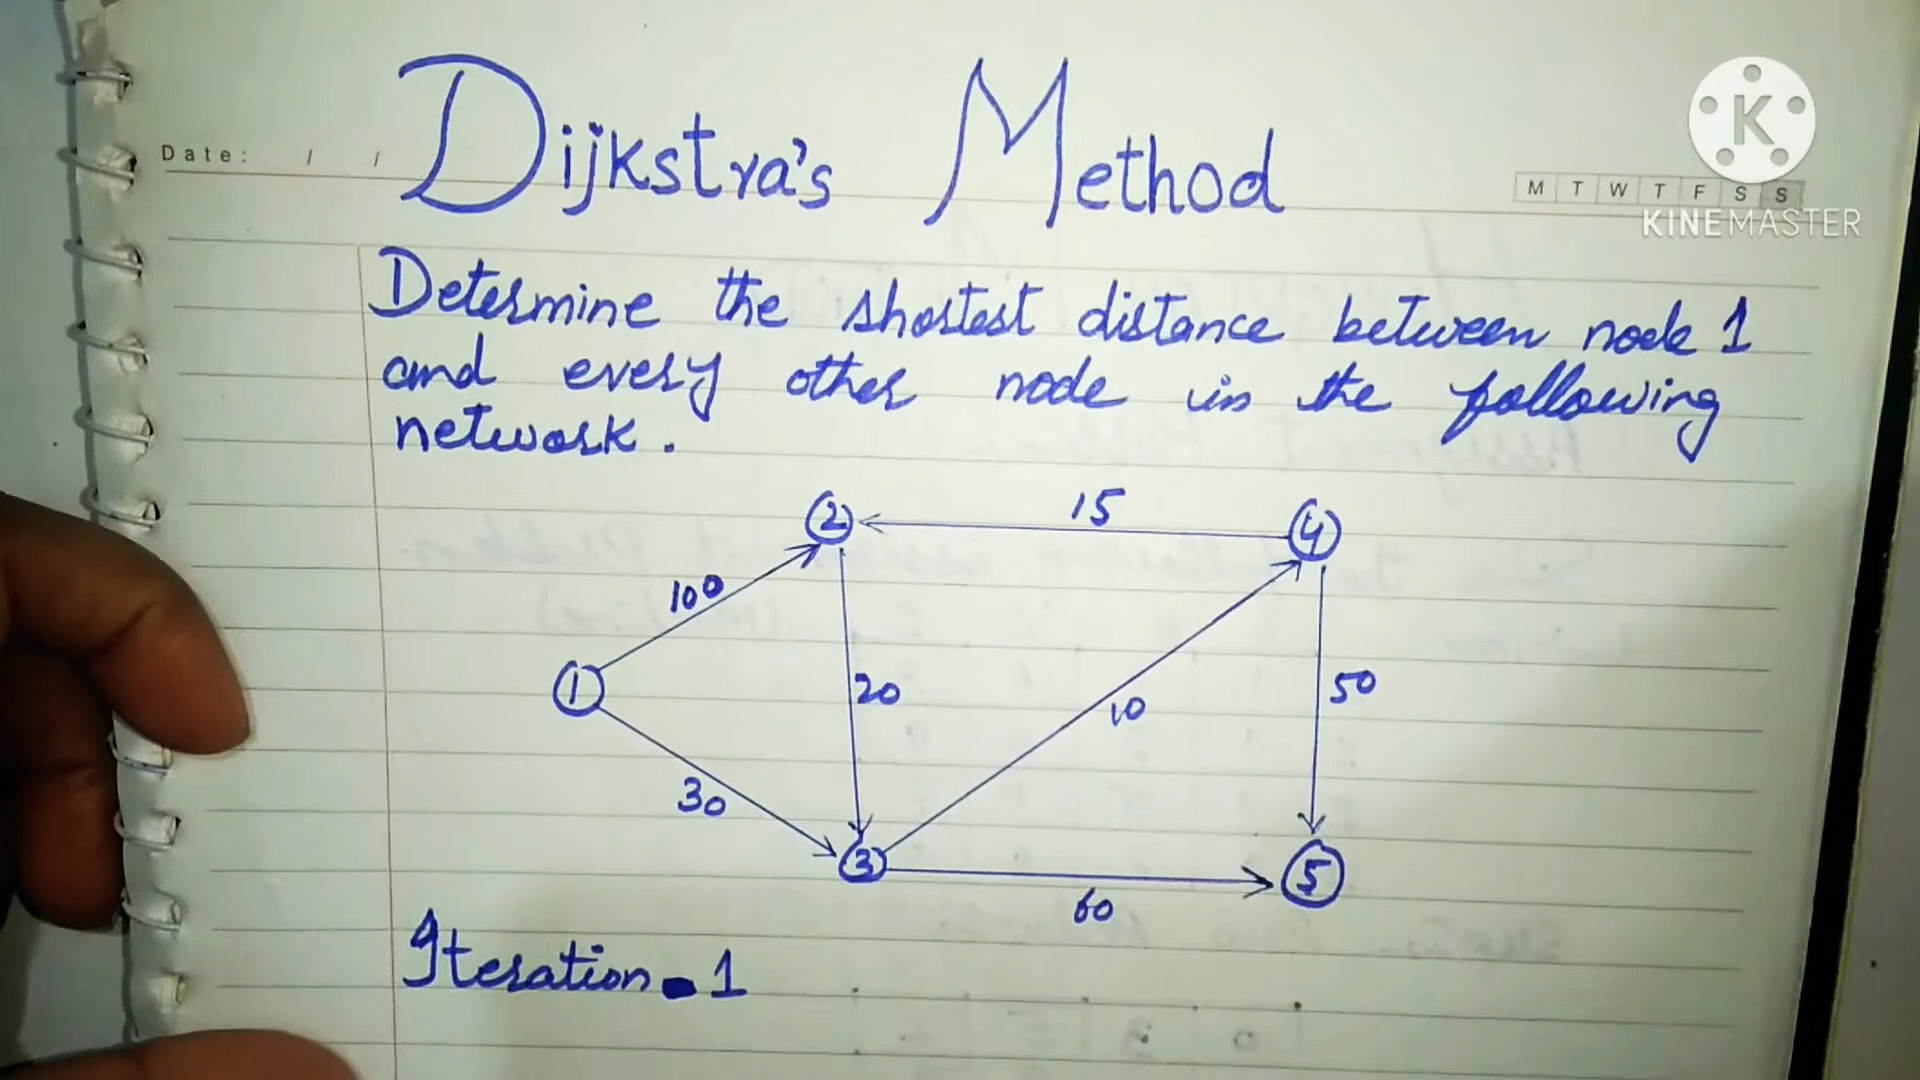 Dijkstra's Method
Date: / /
M T W T F S S
K
KINEMASTER
Determine the shortest distance between node 1
and every other node in the following
network.
15
2
4
100
1
20
10
50
30
3
5
60
Iteration - 1